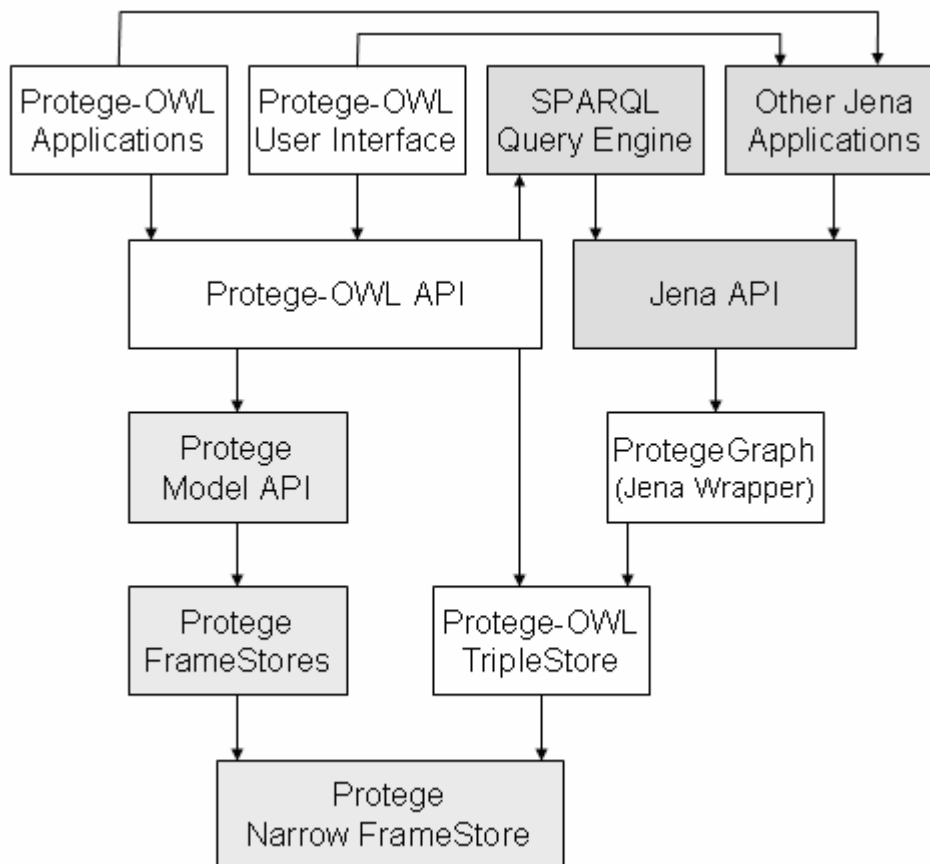 Protege-OWL
Applications
Protege-OWL
User Interface
SPARQL
Query Engine
Other Jena
Applications
Protege-OWL API
Jena API
Protege
Model API
ProtegeGraph
(Jena Wrapper)
Protege
FrameStores
Protege-OWL
TripleStore
Protege
Narrow FrameStore